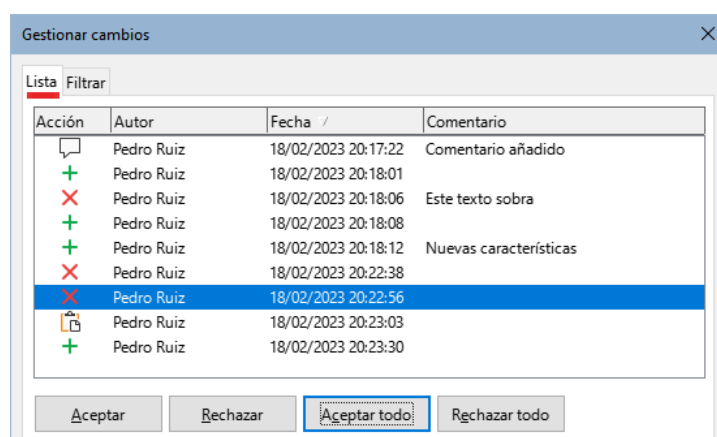 Gestionar cambios
Lista Filtrar
Acción Autor Fecha Comentario
Pedro Ruiz 18/02/2023 20:17:22 Comentario añadido
Pedro Ruiz 18/02/2023 20:18:01
Pedro Ruiz 18/02/2023 20:18:06 Este texto sobra
Pedro Ruiz 18/02/2023 20:18:08
Pedro Ruiz 18/02/2023 20:18:12 Nuevas características
Pedro Ruiz 18/02/2023 20:22:38
Pedro Ruiz 18/02/2023 20:22:56
Pedro Ruiz 18/02/2023 20:23:03
Pedro Ruiz 18/02/2023 20:23:30
Aceptar Rechazar Aceptar todo Rechazar todo